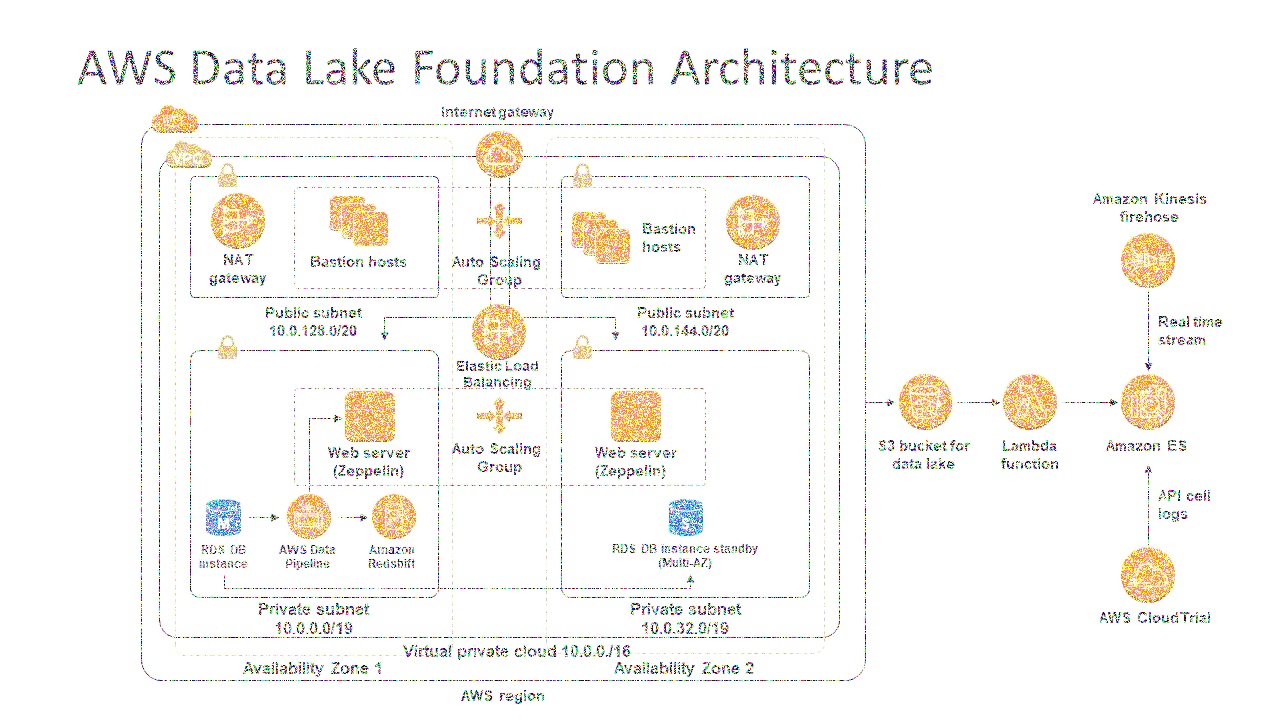 AWS Data Lake Foundation Architecture
Internet gateway
VPC
NAT
gateway
Bastion hosts
Auto Scaling
Group
Bastion
hosts
NAT
gateway
Public subnet
10.0.128.0/20
Public subnet
10.0.144.0/20
Elastic Load
Balancing
Web server
(Zeppelin)
Auto Scaling
Group
Web server
(Zeppelin)
M
RDS DB
instance
AWS Data
Pipeline
Amazon
Redshift
S
RDS DB instance standby
(Multi-AZ)
Private subnet
10.0.0.0/19
Private subnet
10.0.32.0/19
Virtual private cloud 10.0.0./16
Availability Zone 1
Availability Zone 2
AWS region
S3 bucket for
data lake
Lambda
function
Amazon Kinesis
firehose
Real time
stream
Amazon ES
API cell
logs
AWS CloudTrial